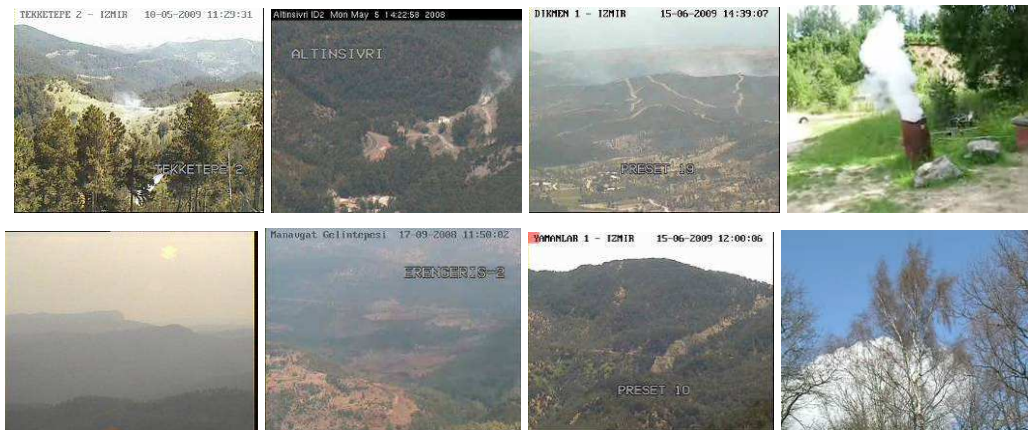 TEKKETEPE 2 - IZMIR 10-05-2009 11:29:31
TEKKETEPE 2
Altinsivri ID2 Mon May 5 14:22:58 2008
ALTINSIVRI
DIKMEN 1 - IZMIR 15-06-2009 14:39:07
PRESET 19
Manavgat Gelintepesi 17-09-2008 11:50:02
ERENGERIS-2
YAMANLAR 1 - IZMIR 15-06-2009 12:00:06
PRESET 10